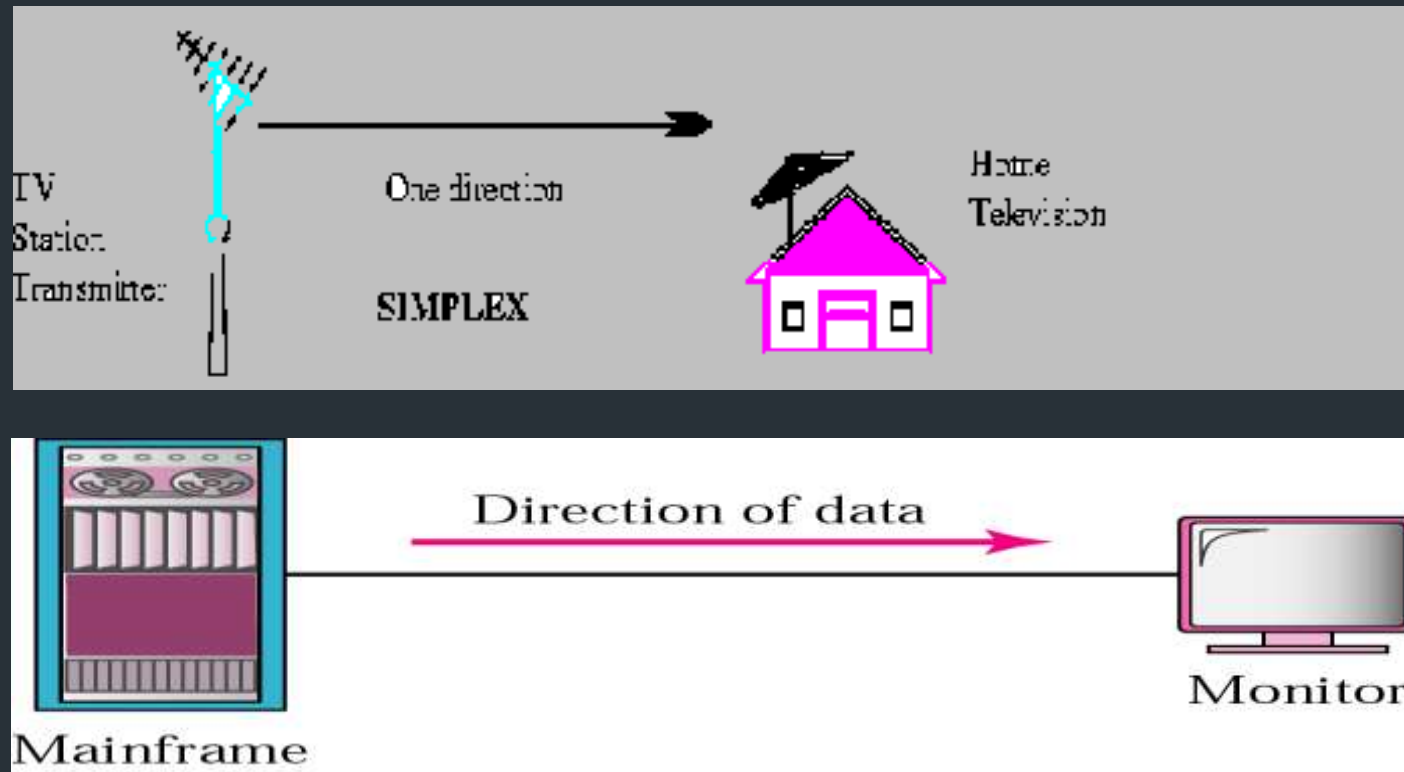 TV
Station
Transmitter
One direction
SIMPLEX
Home
Television
Direction of data
Mainframe
Monitor